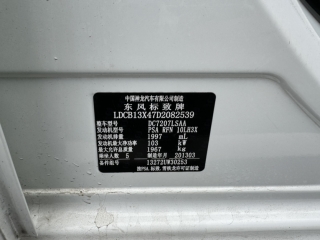 中国神龙汽车有限公司制造
东风标致牌
LDCB13X47D2082539
整车型号 DC7207LSAA
发动机型号 PSA RFN 10LH3X
发动机排量 1997 mL
发动机最大净功率 103 kW
最大允许总质量 1967 kg
乘坐人数 5 制造年月 201303
13272UW30253